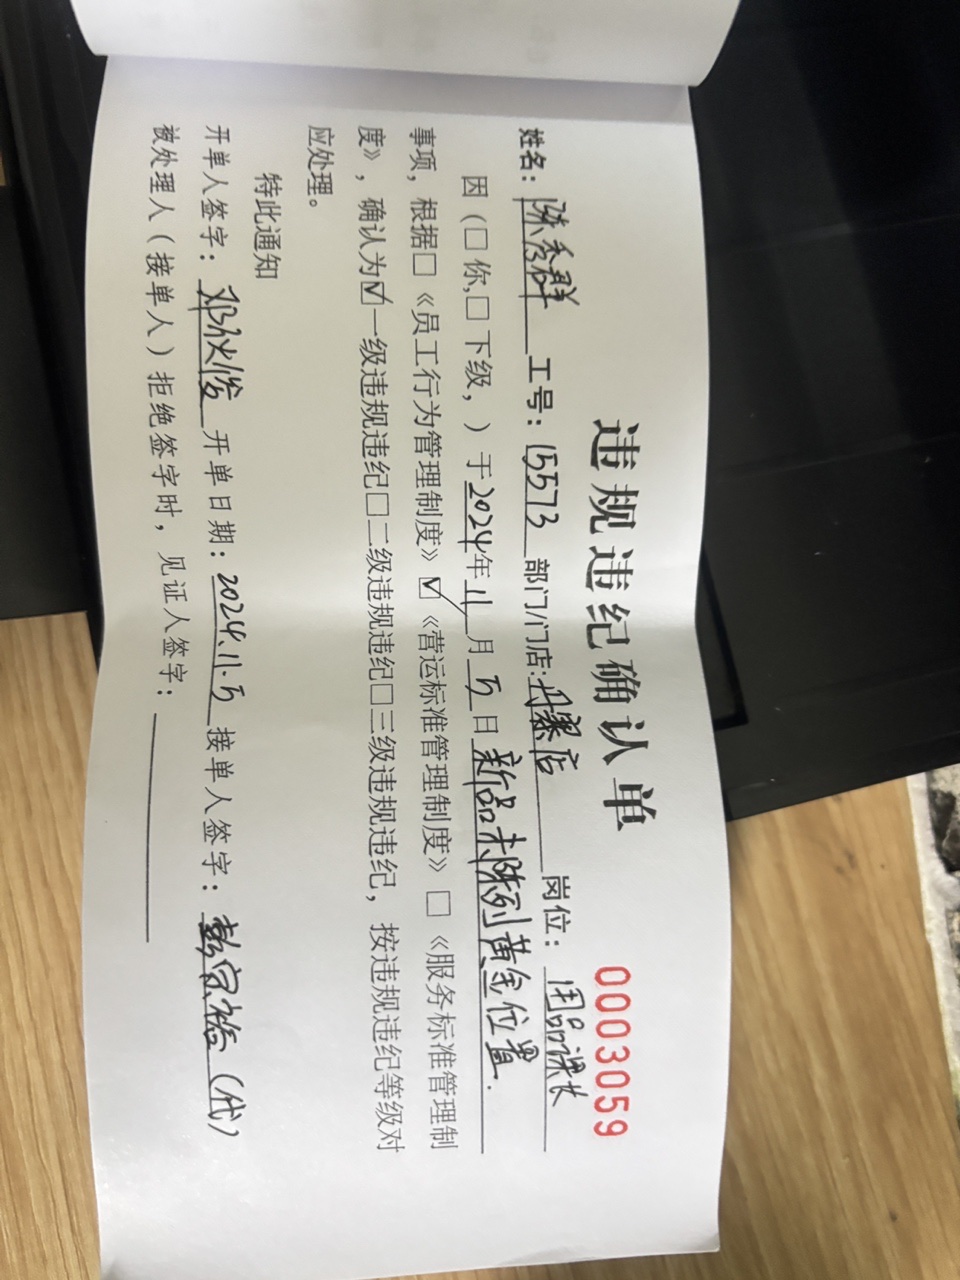 违规违纪确认单
0003059
姓名：陈秀群 工号：15573 部门/门店：丹寨店 岗位：用品课长
因（□你，□下级，）于2024年11月5日新品未陈列黄金位置.
事项，根据□《员工行为管理制度》☑《营运标准管理制度》□《服务标准管理制
度》，确认为☑一级违规违纪□二级违规违纪□三级违规违纪，按违规违纪等级对
应处理。
特此通知
开单人签字： 开单日期：2024.11.5 接单人签字：（代）
被处理人（接单人）拒绝签字时，见证人签字：